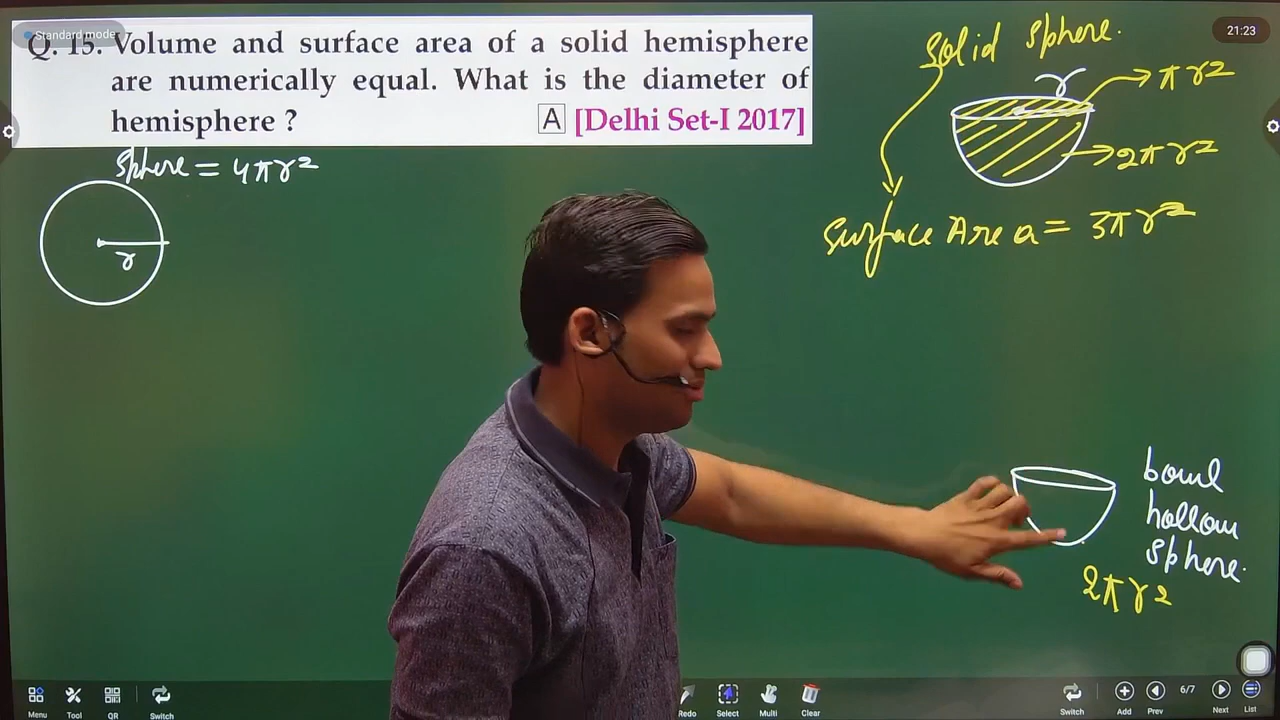 Standard mode
21:23
Q. 15. Volume and surface area of a solid hemisphere
are numerically equal. What is the diameter of
hemisphere ?
A [Delhi Set-I 2017]
Sphere = 4πr²
r
Solid Sphere.
r
πr²
2πr²
Surface Area = 3πr²
bowl
hollow
Sphere.
2πr²
Menu
Tool
QR
Switch
Redo
Select
Multi
Clear
Switch
Add
Prev
6/7
Next
List